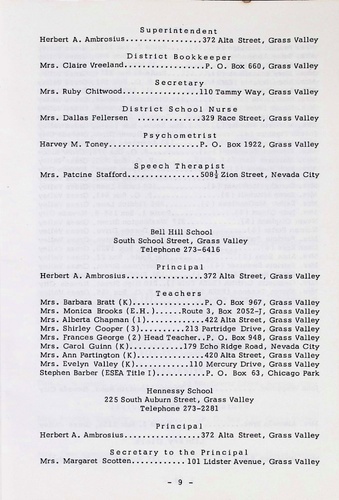 Superintendent
Herbert A. Ambrosius.............372 Alta Street, Grass Valley
District Bookkeeper
Mrs. Claire Vreeland................P. O. Box 660, Grass Valley
Secretary
Mrs. Ruby Chitwood...............110 Tammy Way, Grass Valley
District School Nurse
Mrs. Dallas Fellersen ............329 Race Street, Grass Valley
Psychometrist
Harvey M. Toney..................P. O. Box 1922, Grass Valley
Speech Therapist
Mrs. Patcine Stafford..............508½ Zion Street, Nevada City
Bell Hill School
South School Street, Grass Valley
Telephone 273-6416
Principal
Herbert A. Ambrosius..............372 Alta Street, Grass Valley
Teachers
Mrs. Barbara Bratt (K)..............P. O. Box 967, Grass Valley
Mrs. Monica Brooks (E.H.)......Route 3, Box 2052-J, Grass Valley
Mrs. Alberta Chapman (1)............422 Alta Street, Grass Valley
Mrs. Shirley Cooper (3).........213 Partridge Drive, Grass Valley
Mrs. Frances George (2) Head Teacher..P. O. Box 948, Grass Valley
Mrs. Carol Guinn (K)...........179 Echo Ridge Road, Nevada City
Mrs. Ann Partington (K)............420 Alta Street, Grass Valley
Mrs. Evelyn Valley (K)...........110 Mercury Drive, Grass Valley
Stephen Barber (ESEA Title I)..........P. O. Box 63, Chicago Park
Hennessy School
225 South Auburn Street, Grass Valley
Telephone 273-2281
Principal
Herbert A. Ambrosius..............372 Alta Street, Grass Valley
Secretary to the Principal
Mrs. Margaret Scotten............101 Lidster Avenue, Grass Valley
- 9 -